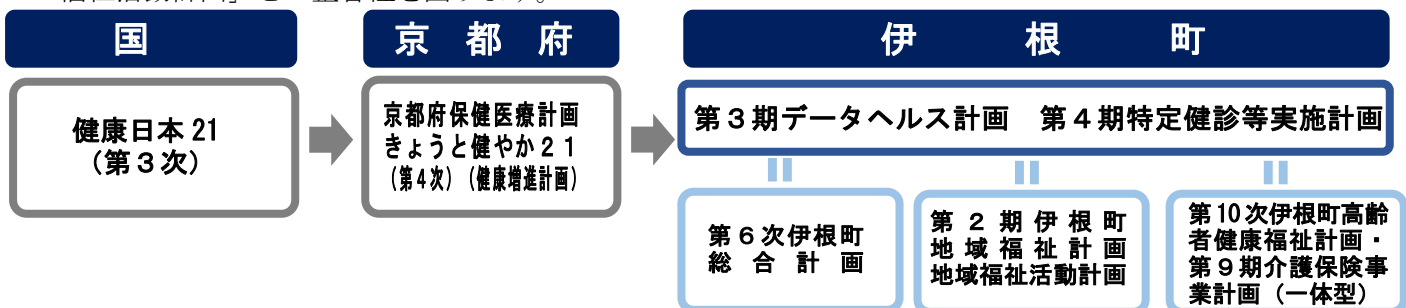 国
京都府
伊根町
健康日本21
（第３次）
京都府保健医療計画
きょうと健やか２１
（第4次）（健康増進計画）
第３期データヘルス計画　第４期特定健診等実施計画
第６次伊根町
総合計画
第２期伊根町
地域福祉計画
地域福祉活動計画
第10次伊根町高齢
者健康福祉計画・
第９期介護保険事
業計画（一体型）